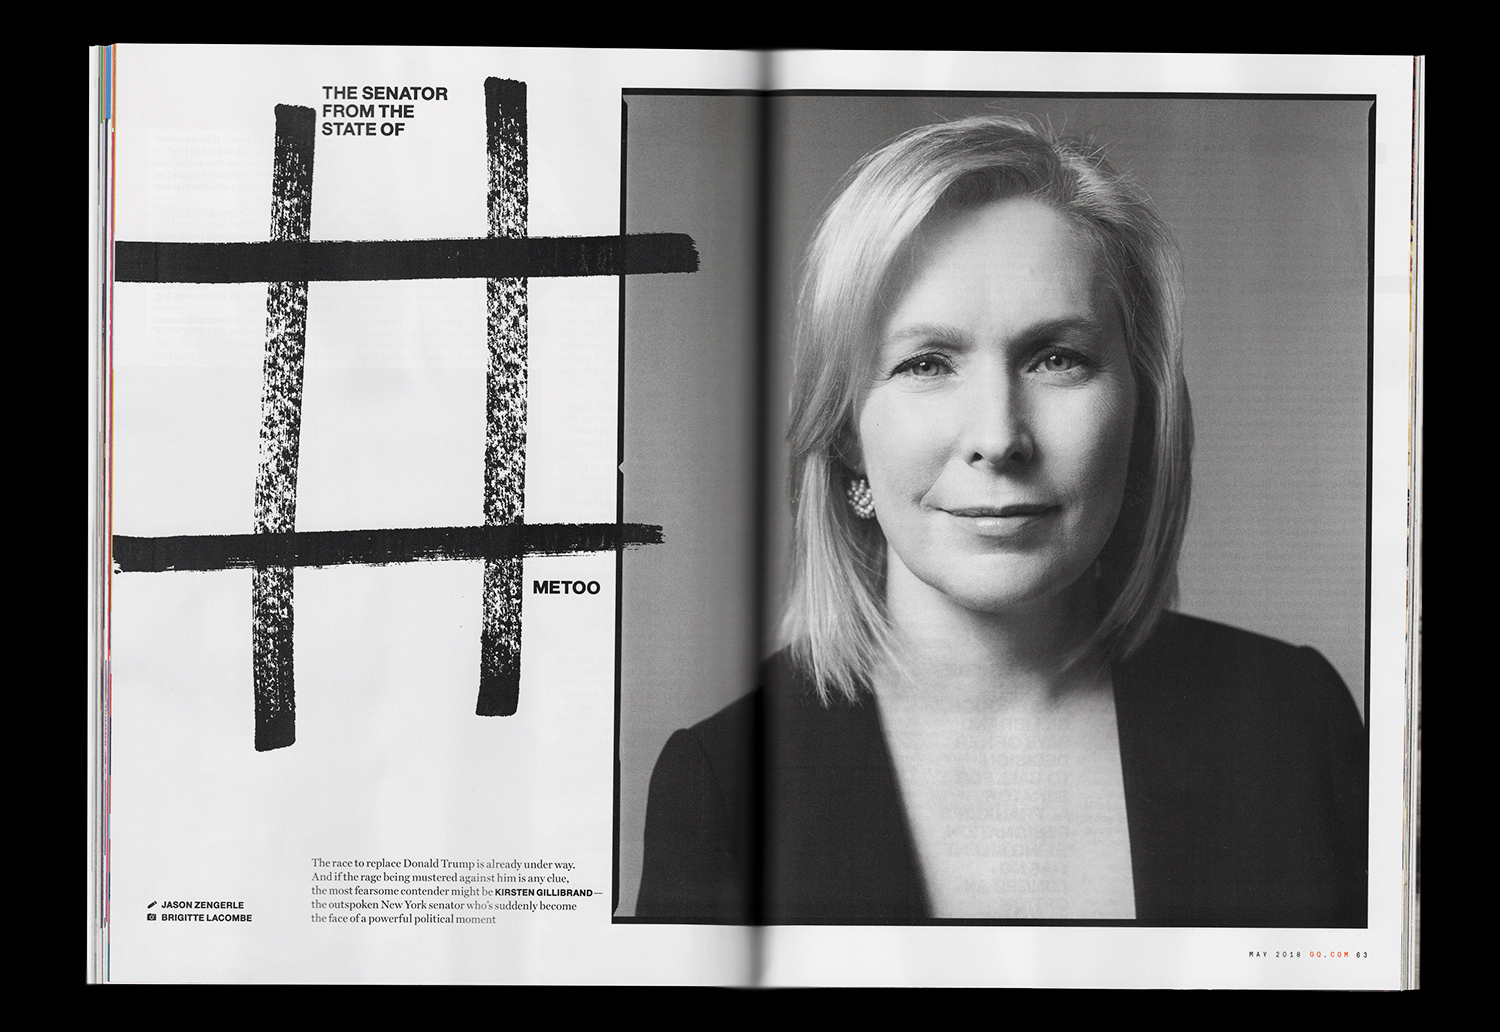 THE SENATOR
FROM THE
STATE OF
METOO
The race to replace Donald Trump is already under way.
And if the rage being mustered against him is any clue,
the most fearsome contender might be KIRSTEN GILLIBRAND—
the outspoken New York senator who's suddenly become
the face of a powerful political moment
JASON ZENGERLE
BRIGITTE LACOMBE
MAY 2018 GQ.COM 63